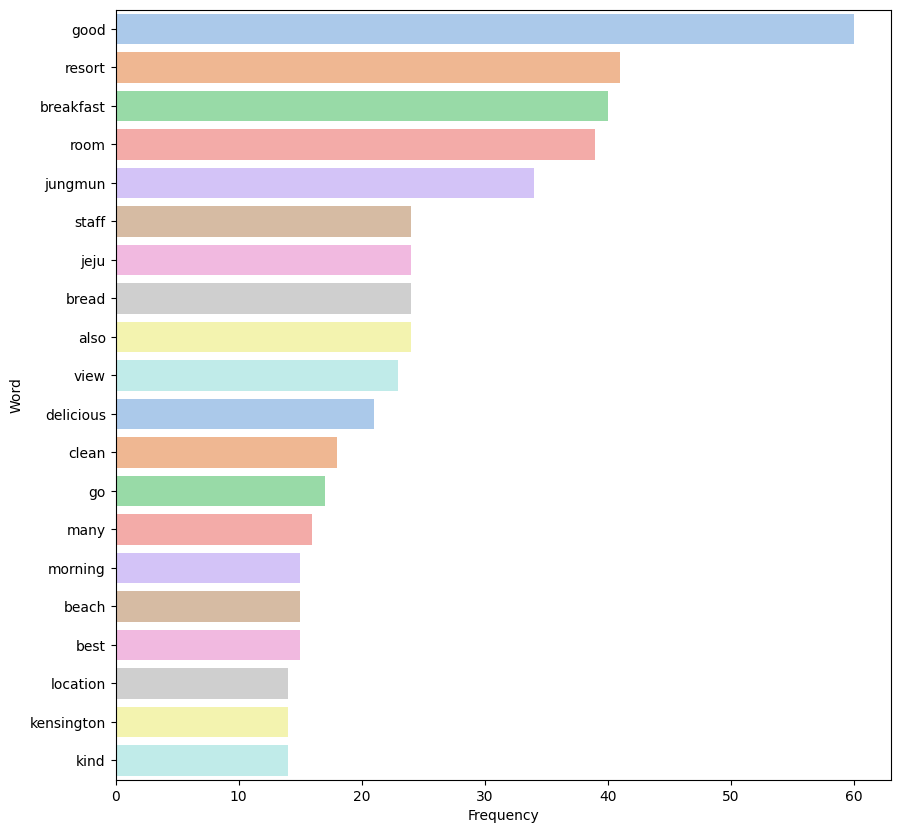 good
resort
breakfast
room
jungmun
staff
jeju
bread
also
view
delicious
clean
go
many
morning
beach
best
location
kensington
kind
Word
0 10 20 30 40 50 60
Frequency